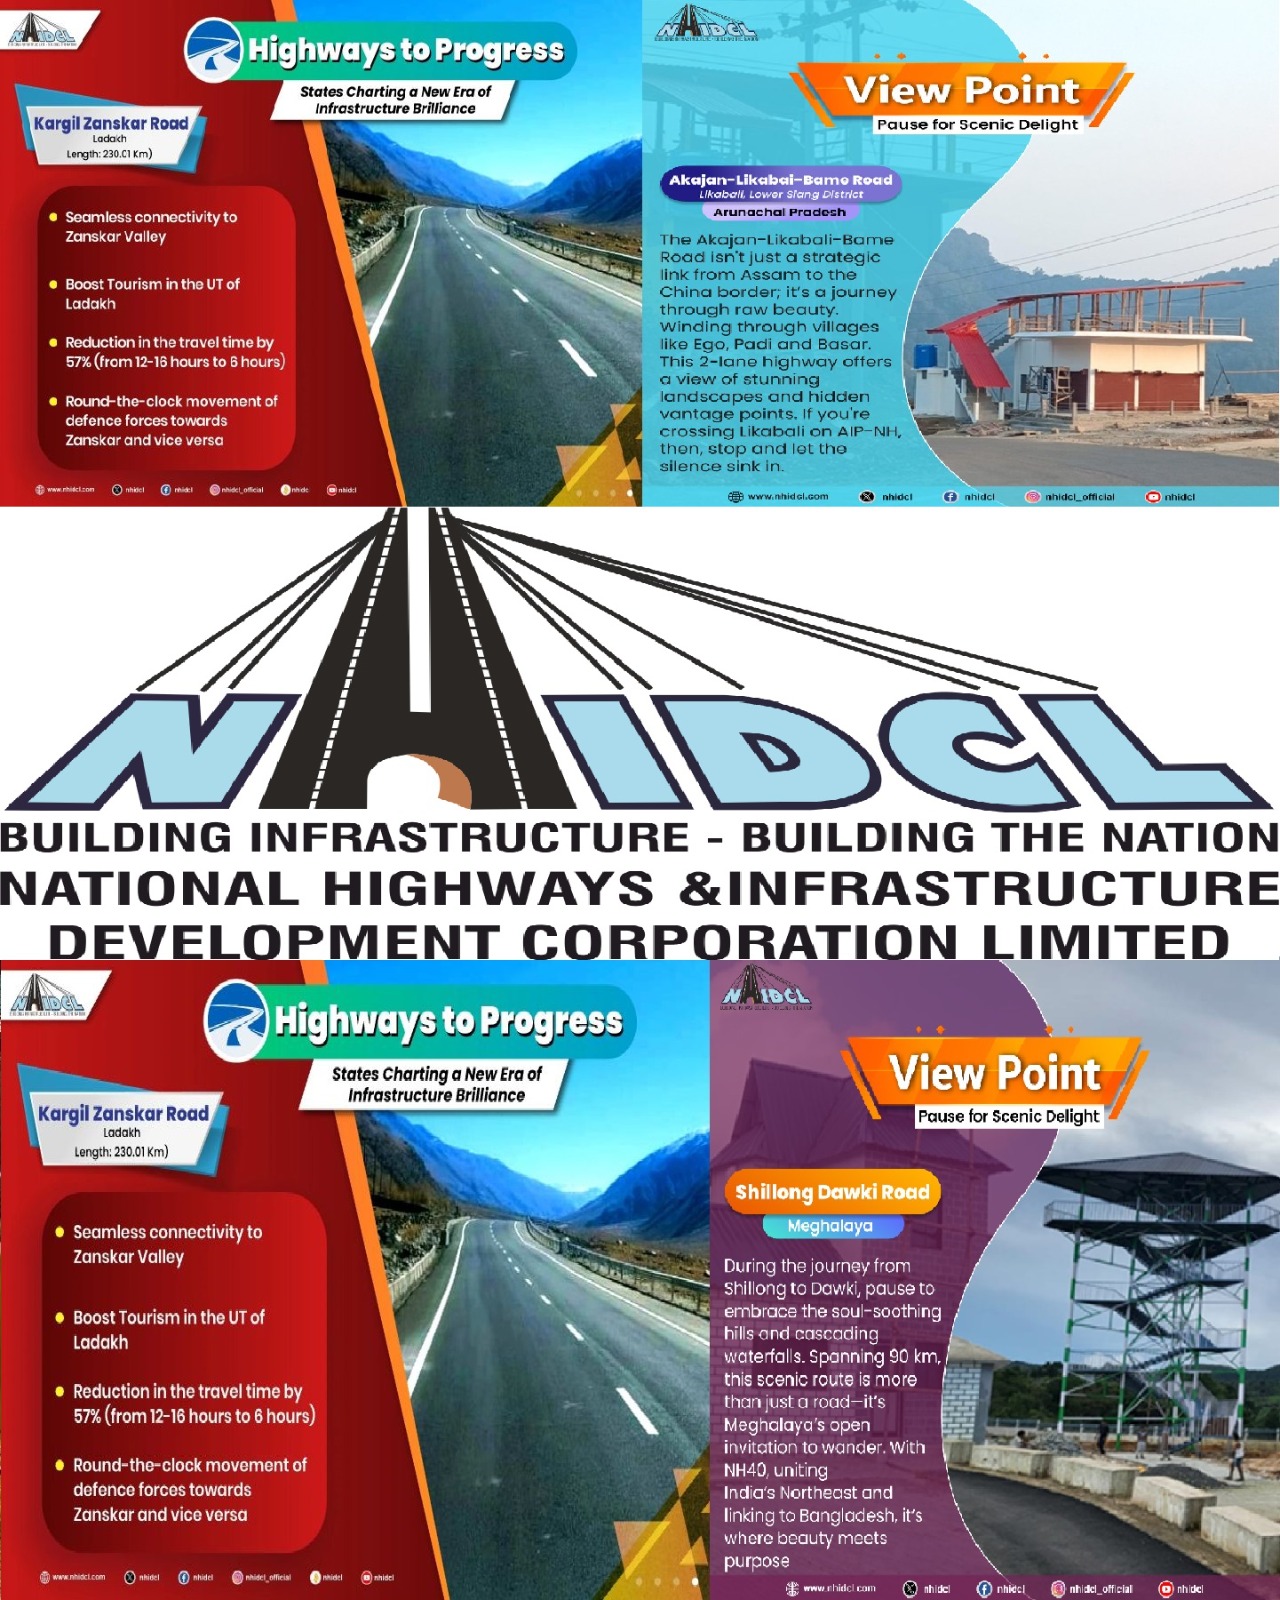 NHIDCL
Highways to Progress
States Charting a New Era of
Infrastructure Brilliance
Kargil Zanskar Road
Ladakh
Length: 230.01 Km)
Seamless connectivity to
Zanskar Valley
Boost Tourism in the UT of
Ladakh
Reduction in the travel time by
57% (from 12-16 hours to 6 hours)
Round-the-clock movement of
defence forces towards
Zanskar and vice versa
www.nhidcl.com nhidcl nhidcl nhidcl_official nhidc nhidcl
NHIDCL
View Point
Pause for Scenic Delight
Akajan-Likabai-Bame Road
Likabali, Lower Siang District
Arunachal Pradesh
The Akajan-Likabali-Bame
Road isn't just a strategic
link from Assam to the
China border; it's a journey
through raw beauty.
Winding through villages
like Ego, Padi and Basar.
This 2-lane highway offers
a view of stunning
landscapes and hidden
vantage points. If you're
crossing Likabali on AIP-NH,
then, stop and let the
silence sink in.
www.nhidcl.com nhidcl nhidcl nhidcl_official nhidcl
NHIDCL
BUILDING INFRASTRUCTURE - BUILDING THE NATION
NATIONAL HIGHWAYS &INFRASTRUCTURE
DEVELOPMENT CORPORATION LIMITED
NHIDCL
Highways to Progress
States Charting a New Era of
Infrastructure Brilliance
Kargil Zanskar Road
Ladakh
Length: 230.01 Km)
Seamless connectivity to
Zanskar Valley
Boost Tourism in the UT of
Ladakh
Reduction in the travel time by
57% (from 12-16 hours to 6 hours)
Round-the-clock movement of
defence forces towards
Zanskar and vice versa
www.nhidcl.com nhidcl nhidcl nhidcl_official nhidcl nhidcl
NHIDCL
View Point
Pause for Scenic Delight
Shillong Dawki Road
Meghalaya
During the journey from
Shillong to Dawki, pause to
embrace the soul-soothing
hills and cascading
waterfalls. Spanning 90 km,
this scenic route is more
than just a road—it's
Meghalaya's open
invitation to wander. With
NH40, uniting
India's Northeast and
linking to Bangladesh, it's
where beauty meets
purpose
www.nhidcl.com nhidcl nhidcl nhidcl_official nhidcl